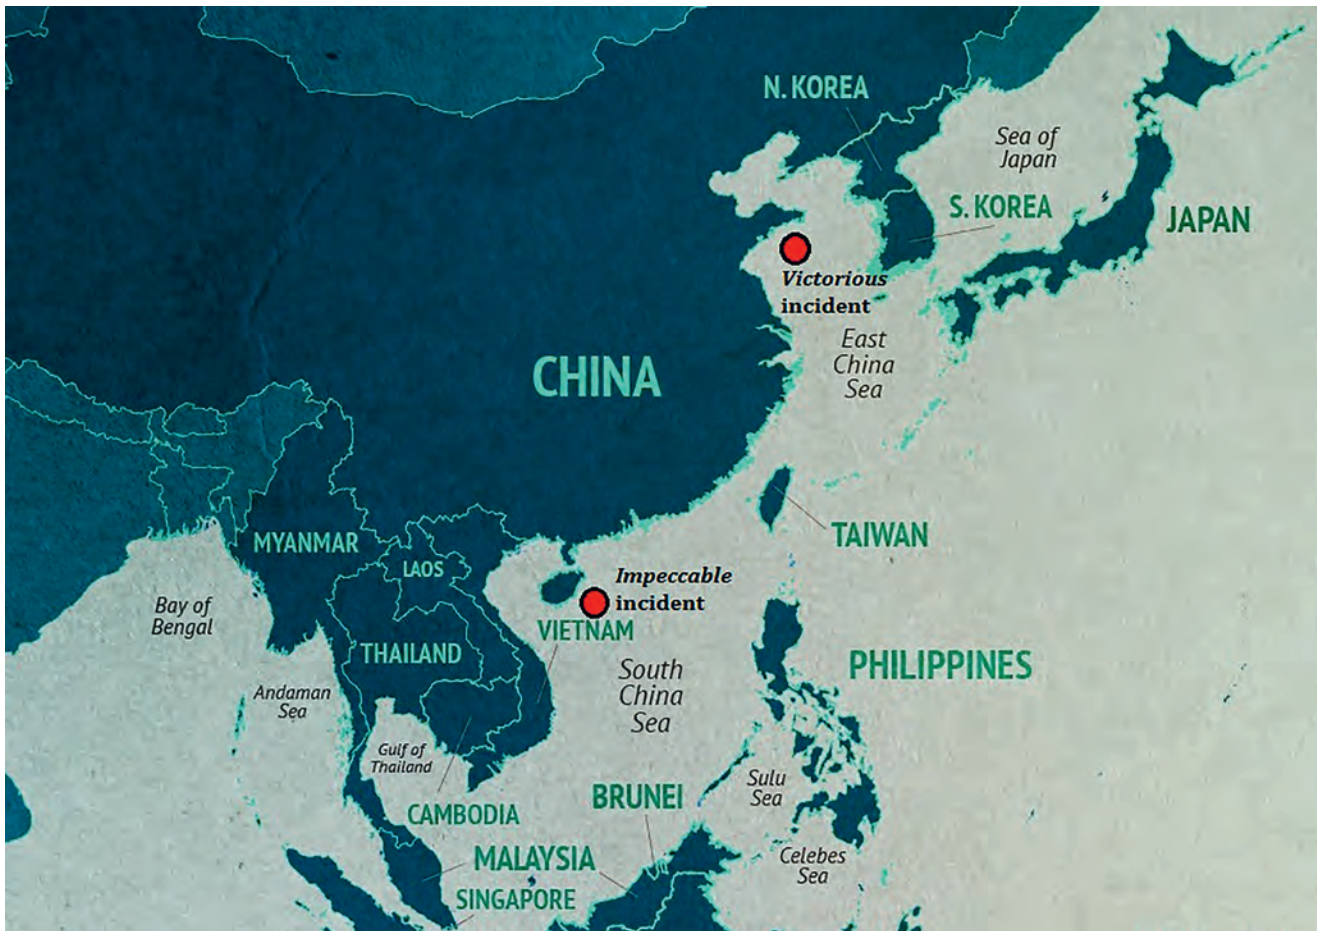 N. KOREA
Sea of
Japan
S. KOREA
JAPAN
Victorious
incident
East
China
Sea
CHINA
TAIWAN
MYANMAR
LAOS
Impeccable
incident
Bay of
Bengal
VIETNAM
THAILAND
South
China
Sea
PHILIPPINES
Andaman
Sea
Gulf of
Thailand
Sulu
Sea
BRUNEI
CAMBODIA
MALAYSIA
Celebes
Sea
SINGAPORE